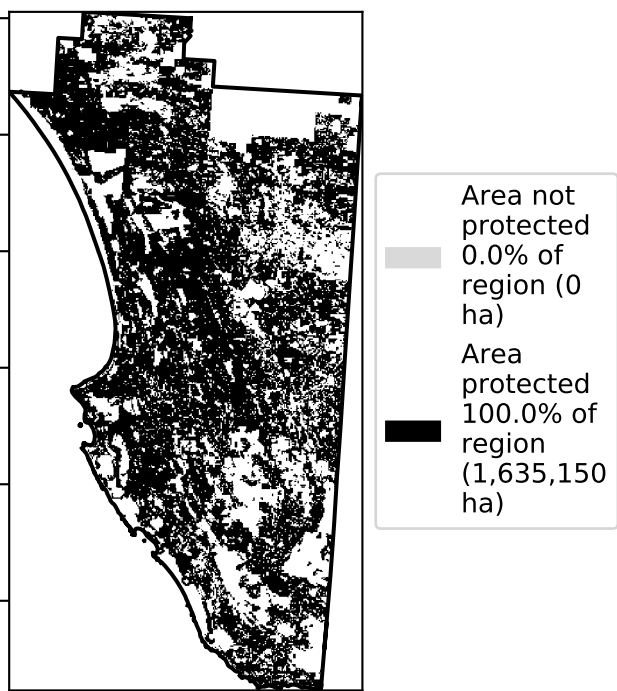 Area not
protected
0.0% of
region (0
ha)
Area
protected
100.0% of
region
(1,635,150
ha)